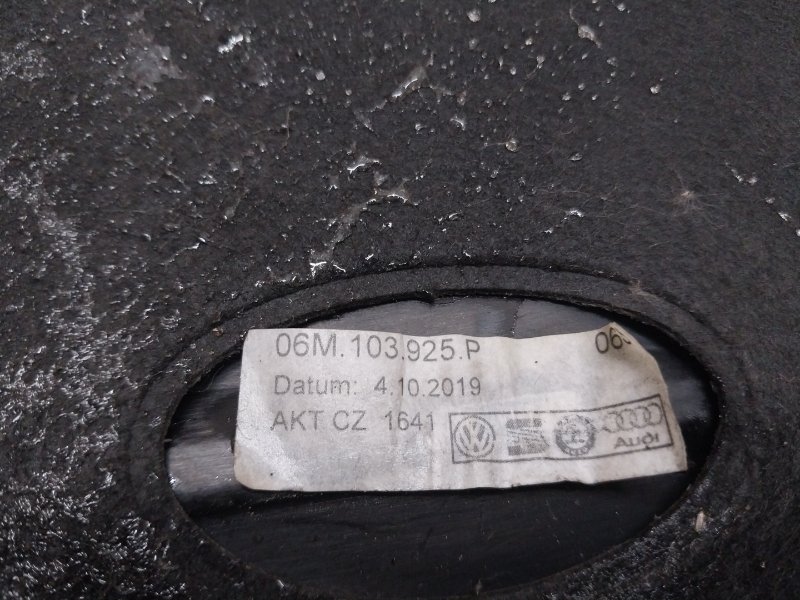 06M.103.925.P
Datum: 4.10.2019
AKT CZ 1641
Audi